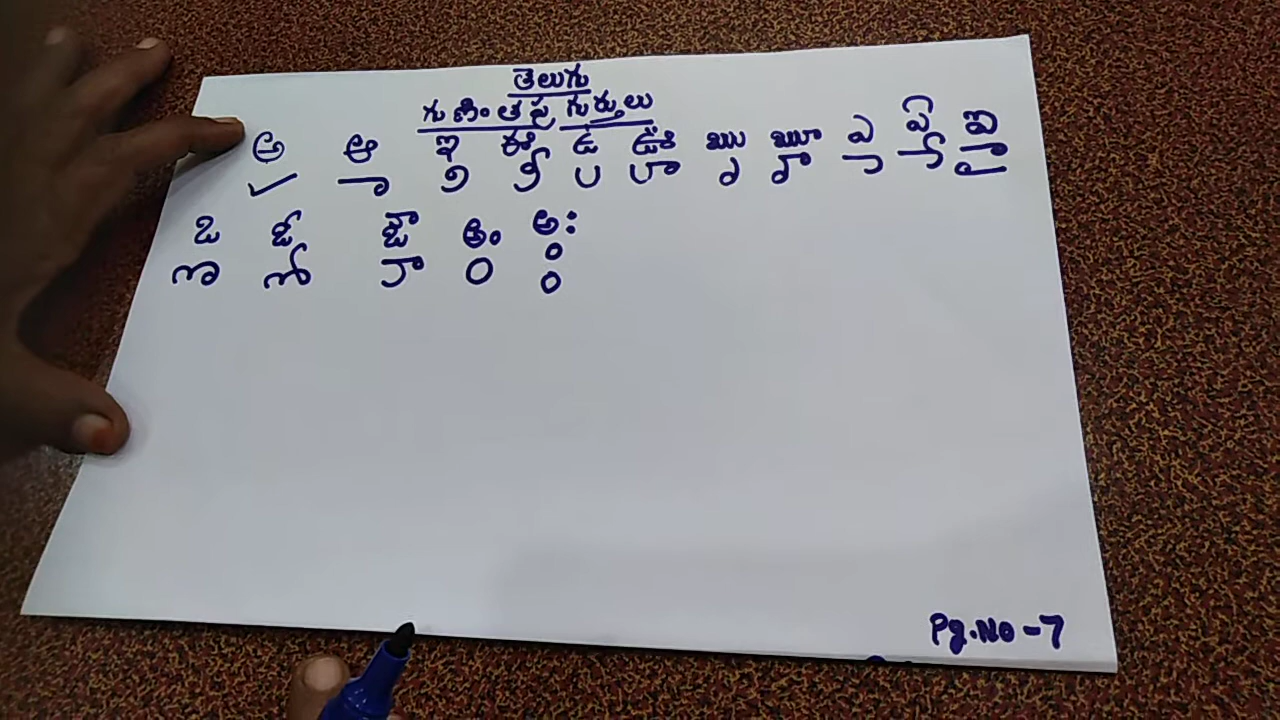 తెలుగు
గుణింతపు గుర్తులు
అ ఆ ఇ ఈ ఉ ఊ ఋ ౠ ఎ ఏ ఐ
✓ ా ి ీ ు ూ ృ ౄ ె ే ై
ఒ ఓ ఔ అం అః
ొ ో ౌ ం ః
Pg.No-7